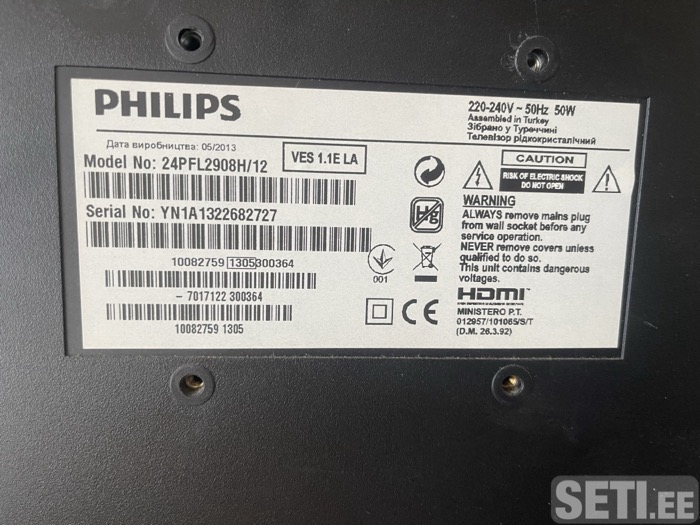 PHILIPS
Дата виробництва: 05/2013
Model No: 24PFL2908H/12
VES 1.1E LA
Serial No: YN1A1322682727
10082759 1305 300364
- 7017122 300364
10082759 1305
001
220-240V ~ 50Hz 50W
Assembled in Turkey
Зібрано у Туреччині
Телевізор рідкокристалічний
CAUTION
RISK OF ELECTRIC SHOCK
DO NOT OPEN
Hg
WARNING
ALWAYS remove mains plug
from wall socket before any
service operation.
NEVER remove covers unless
qualified to do so.
This unit contains dangerous
voltages.
HDMI
CE
MINISTERO P.T.
012957/101065/S/T
(D.M. 26.3.92)
SETI.EE